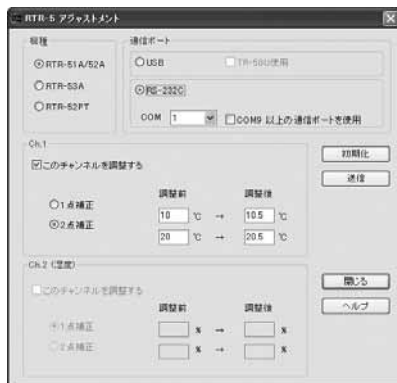 RTR-5 アジャストメント
機種
RTR-51A/52A
RTR-53A
RTR-52PT
通信ポート
USB
TR-50U使用
RS-232C
COM 1
COM9 以上の通信ポートを使用
Ch.1
このチャンネルを調整する
1点補正
2点補正
調整前 調整後
10 ℃ → 10.5 ℃
20 ℃ → 20.5 ℃
初期化
送信
Ch.2 (湿度)
このチャンネルを調整する
1点補正
2点補正
調整前 調整後
% → %
% → %
閉じる
ヘルプ